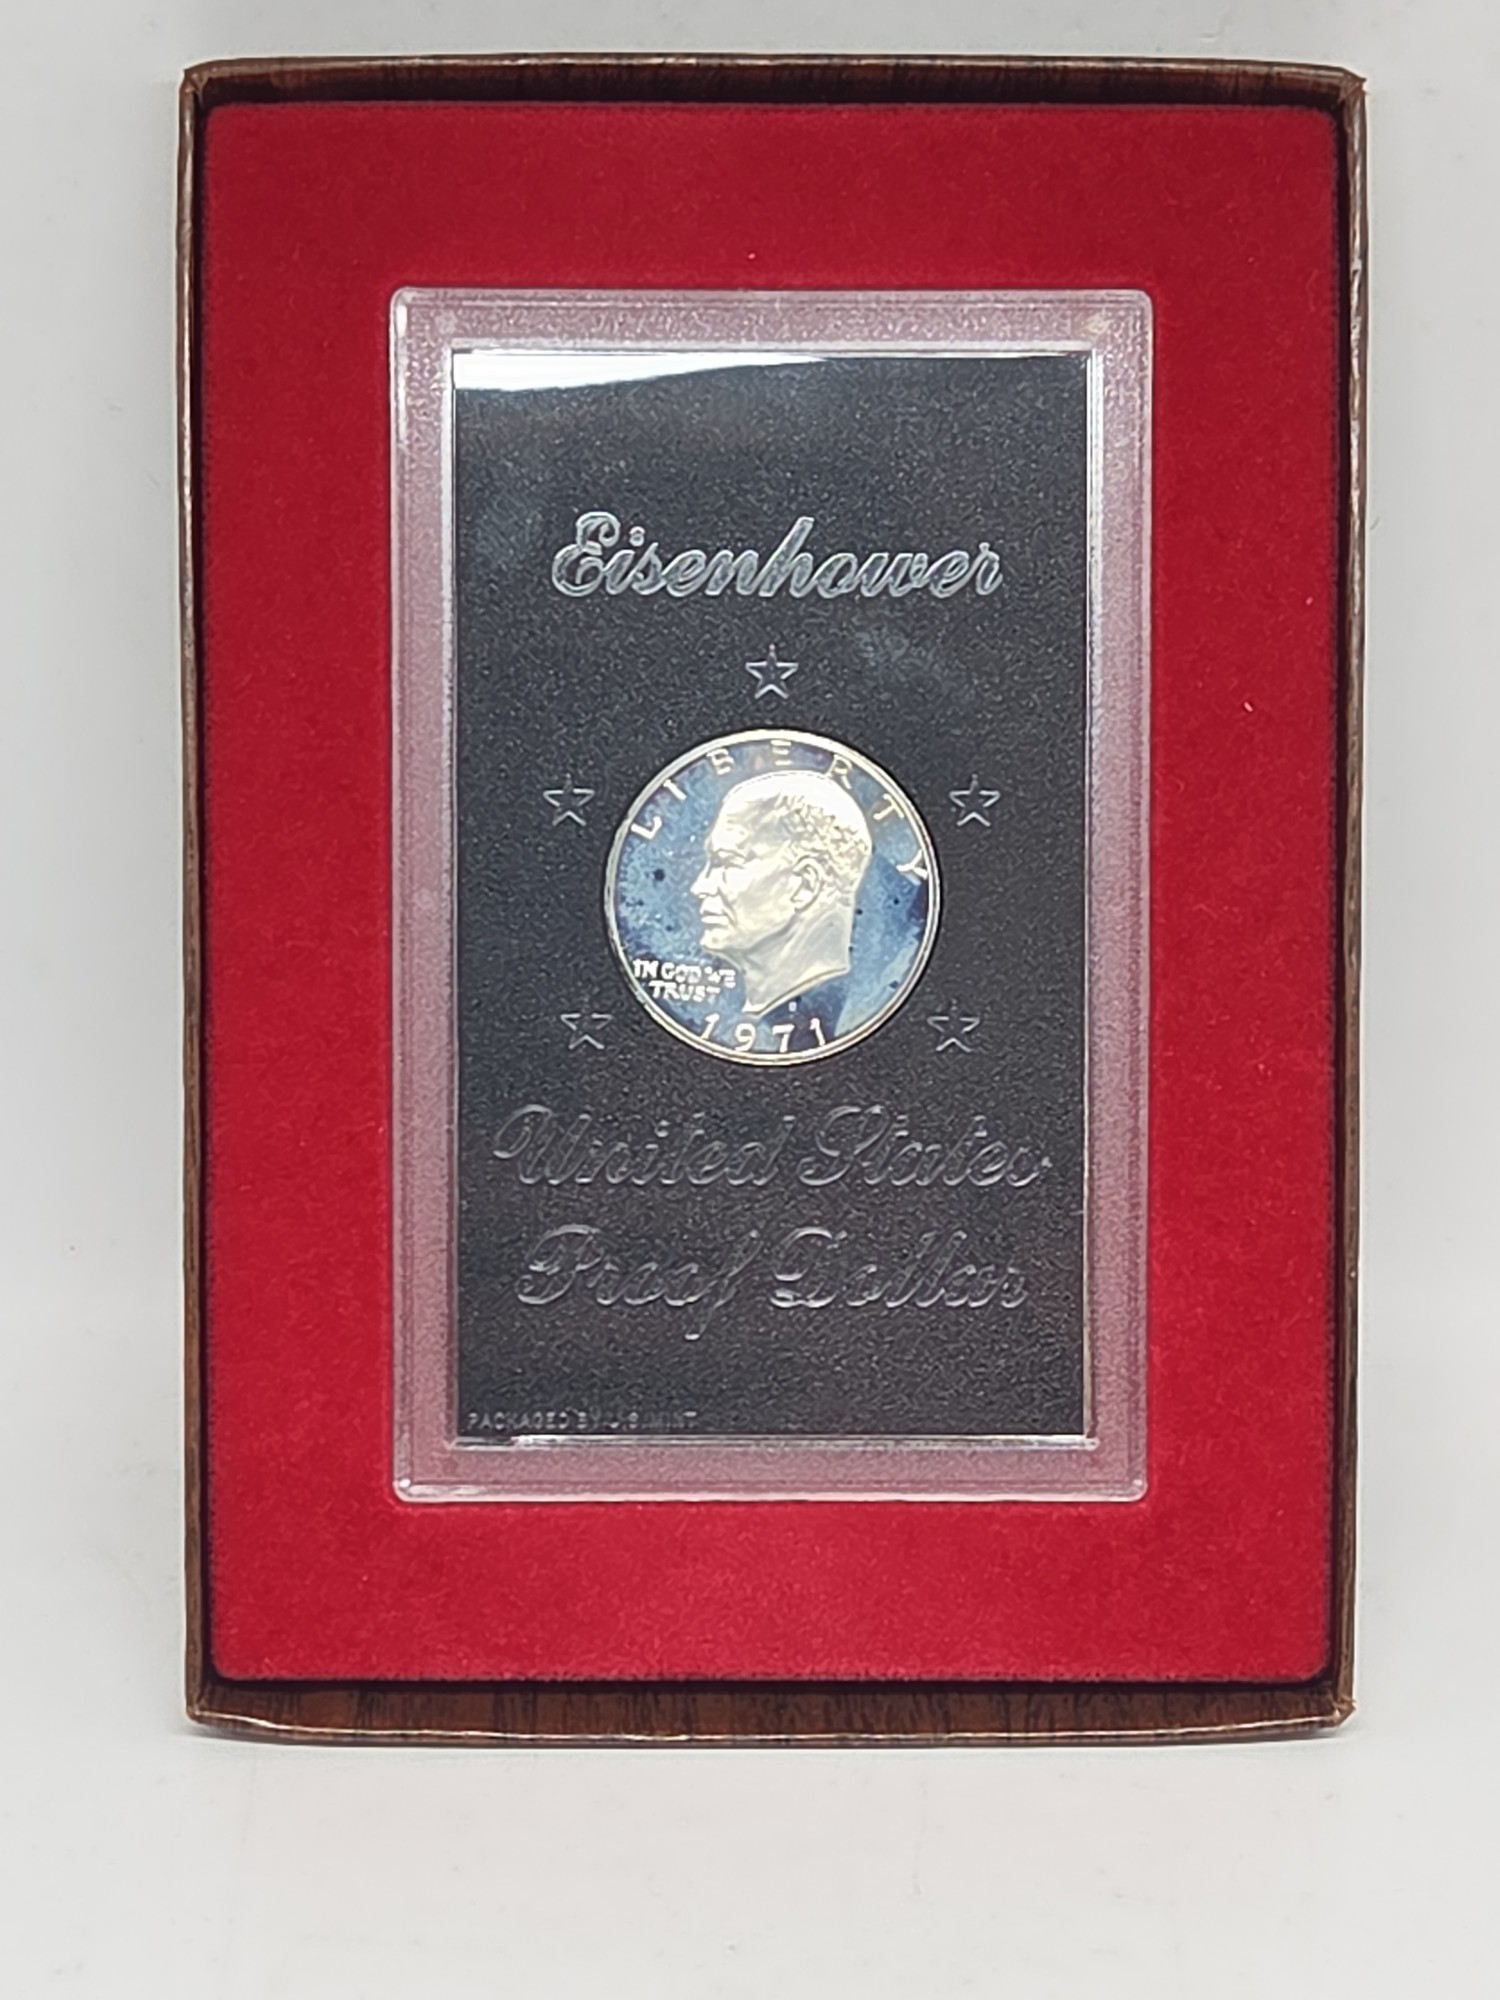 Eisenhower
LIBERTY
IN GOD WE
TRUST
1971
United States
Proof Dollar
PACKAGED BY U.S. MINT